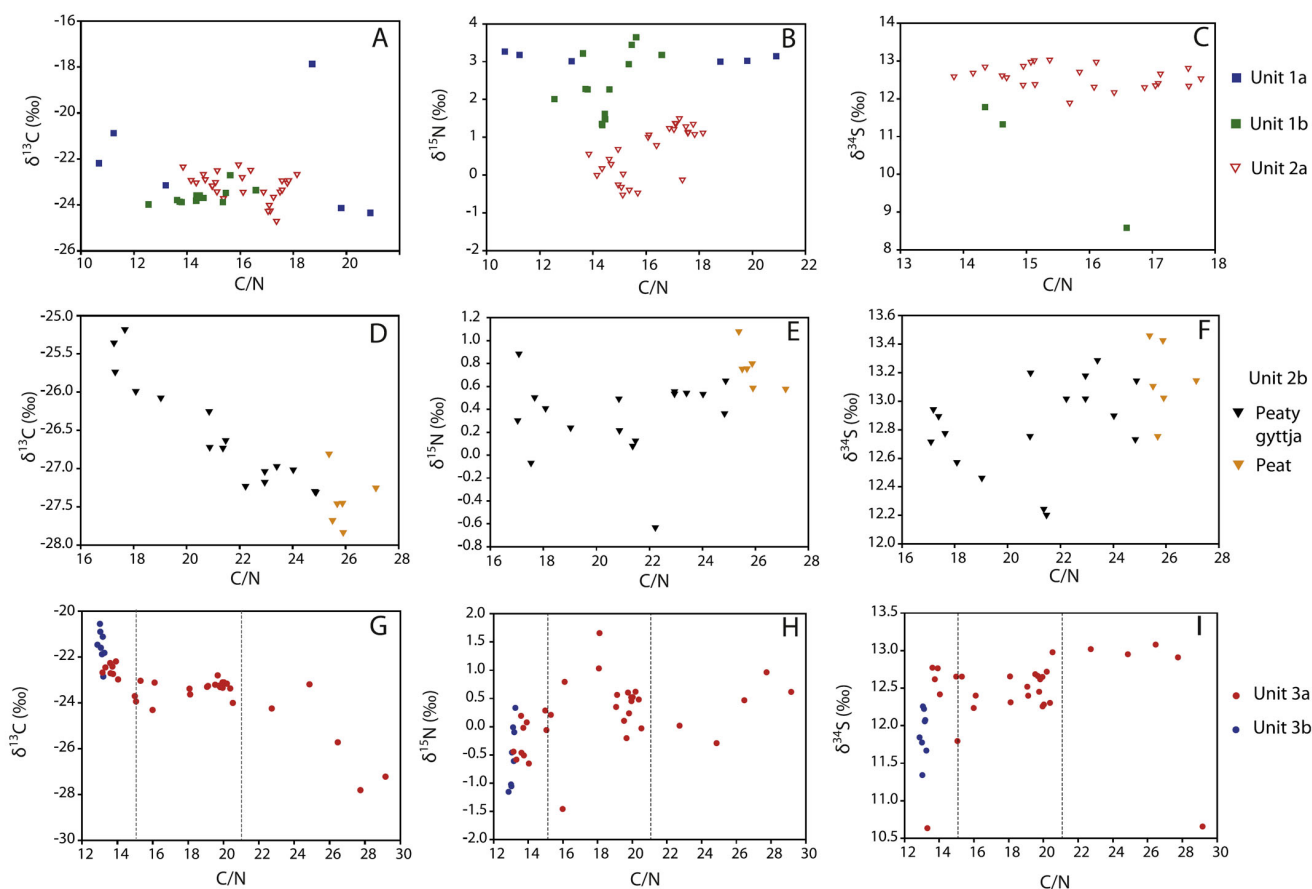 A
-16
-18
-20
-22
-24
-26
δ13C (‰)
10 12 14 16 18 20
C/N
B
4
3
2
1
0
-1
-2
δ15N (‰)
10 12 14 16 18 20 22
C/N
C
14
13
12
11
10
9
8
δ34S (‰)
13 14 15 16 17 18
C/N
Unit 1a
Unit 1b
Unit 2a
D
-25.0
-25.5
-26.0
-26.5
-27.0
-27.5
-28.0
δ13C (‰)
16 18 20 22 24 26 28
C/N
E
1.2
1.0
0.8
0.6
0.4
0.2
0.0
-0.2
-0.4
-0.6
-0.8
δ15N (‰)
16 18 20 22 24 26 28
C/N
F
13.6
13.4
13.2
13.0
12.8
12.6
12.4
12.2
12.0
δ34S (‰)
16 18 20 22 24 26 28
C/N
Unit 2b
Peaty
gyttja
Peat
G
-20
-22
-24
-26
-28
-30
δ13C (‰)
12 14 16 18 20 22 24 26 28 30
C/N
H
2.0
1.5
1.0
0.5
0.0
-0.5
-1.0
-1.5
-2.0
δ15N (‰)
12 14 16 18 20 22 24 26 28 30
C/N
I
13.5
13.0
12.5
12.0
11.5
11.0
10.5
δ34S (‰)
12 14 16 18 20 22 24 26 28 30
C/N
Unit 3a
Unit 3b